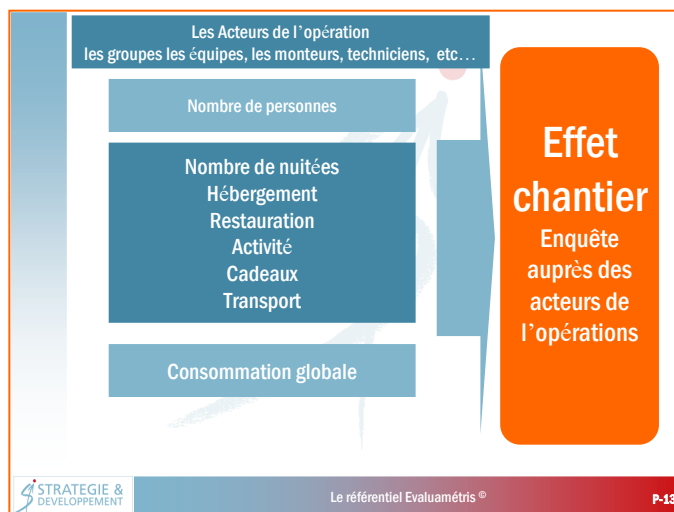 Les Acteurs de l'opération
les groupes les équipes, les monteurs, techniciens, etc…
Nombre de personnes
Nombre de nuitées
Hébergement
Restauration
Activité
Cadeaux
Transport
Consommation globale
Effet
chantier
Enquête
auprès des
acteurs de
l'opérations
STRATEGIE &
DEVELOPPEMENT
Le référentiel Evaluamétris ©
P-13